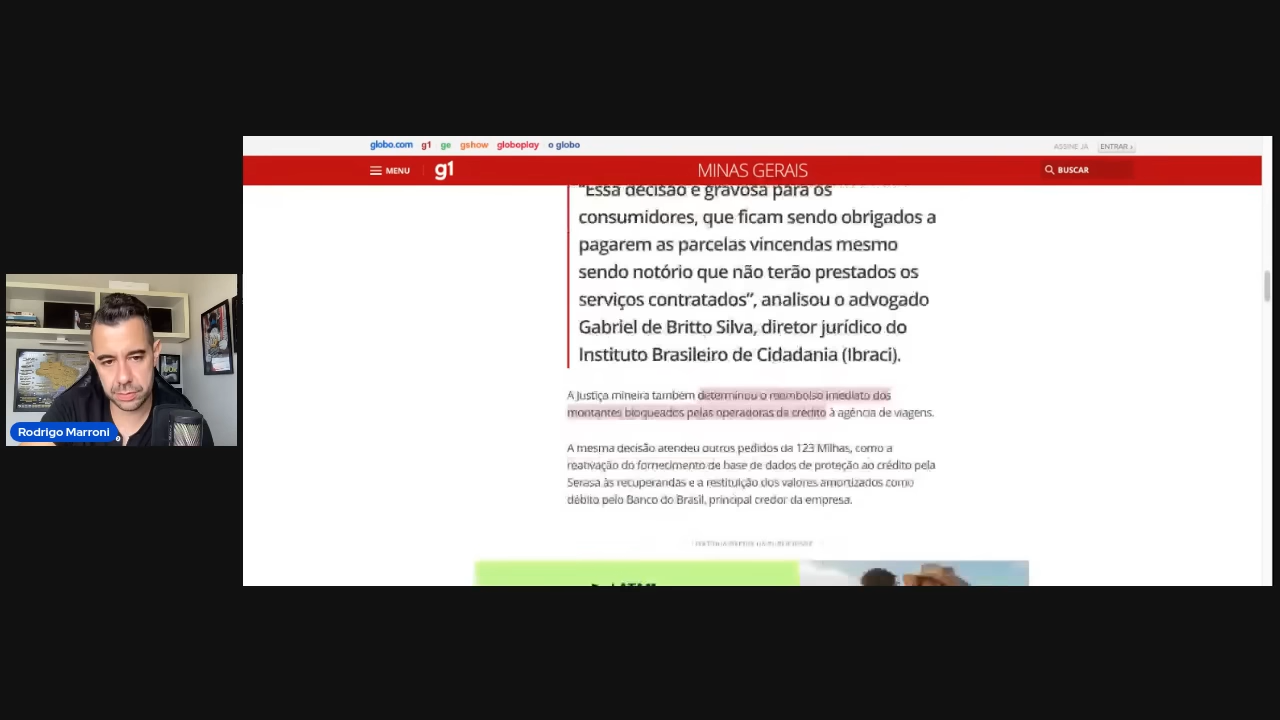 globo.com g1 ge gshow globoplay o globo
ASSINE JÁ ENTRAR ›
MENU g1 MINAS GERAIS BUSCAR
“Essa decisão é gravosa para os
consumidores, que ficam sendo obrigados a
pagarem as parcelas vincendas mesmo
sendo notório que não terão prestados os
serviços contratados”, analisou o advogado
Gabriel de Britto Silva, diretor jurídico do
Instituto Brasileiro de Cidadania (Ibraci).
A Justiça mineira também determinou o reembolso imediato dos
montantes bloqueados pelas operadoras de crédito à agência de viagens.
A mesma decisão atendeu outros pedidos da 123 Milhas, como a
reativação do fornecimento de base de dados de proteção ao crédito pela
Serasa às recuperandas e a restituição dos valores amortizados como
débito pelo Banco do Brasil, principal credor da empresa.
Rodrigo Marroni